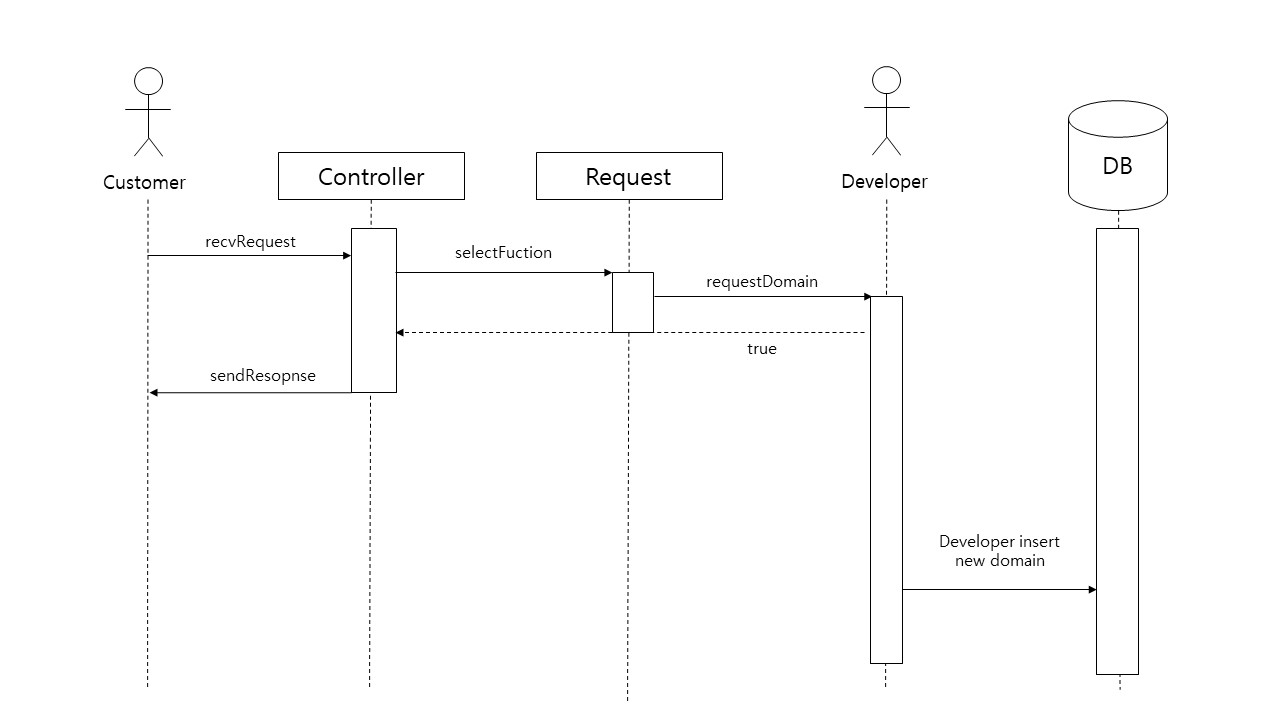 Customer
Controller
Request
Developer
DB
recvRequest
selectFuction
requestDomain
true
sendResopnse
Developer insert
new domain